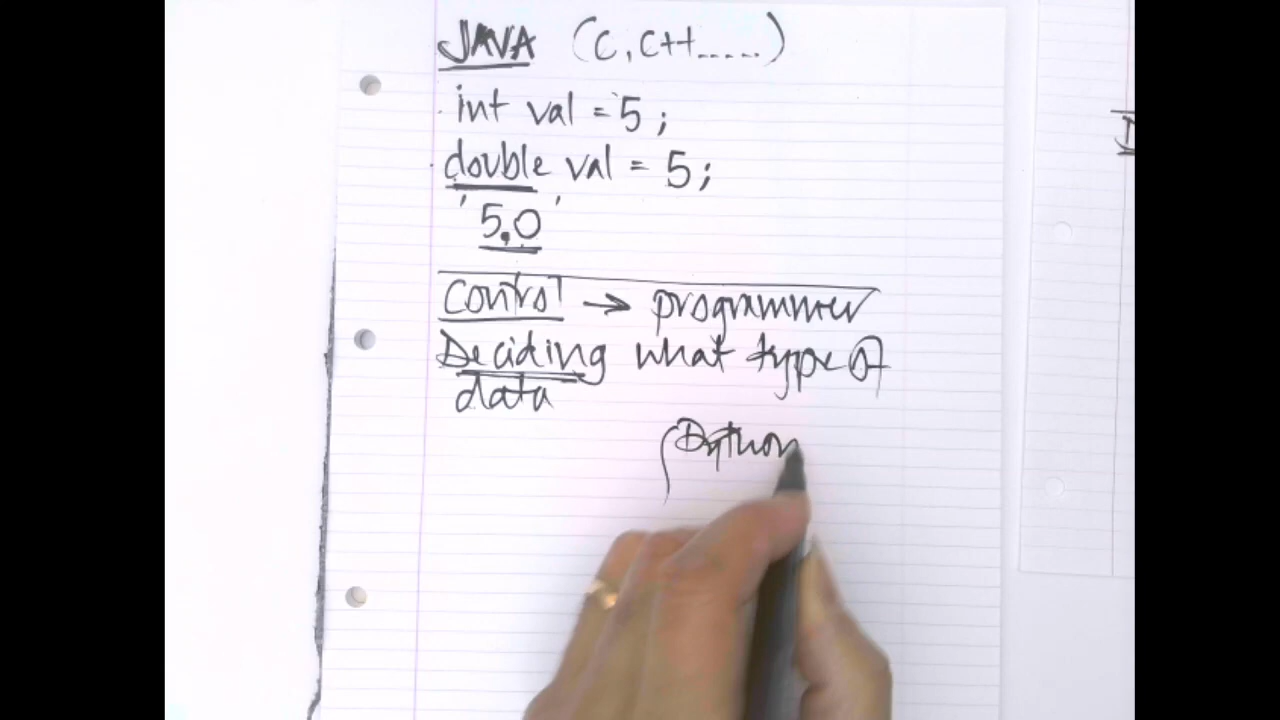 JAVA (C, C++......)
int val = 5;
double val = 5;
'5.0'
Control → programmer
Deciding what type of
data
Python